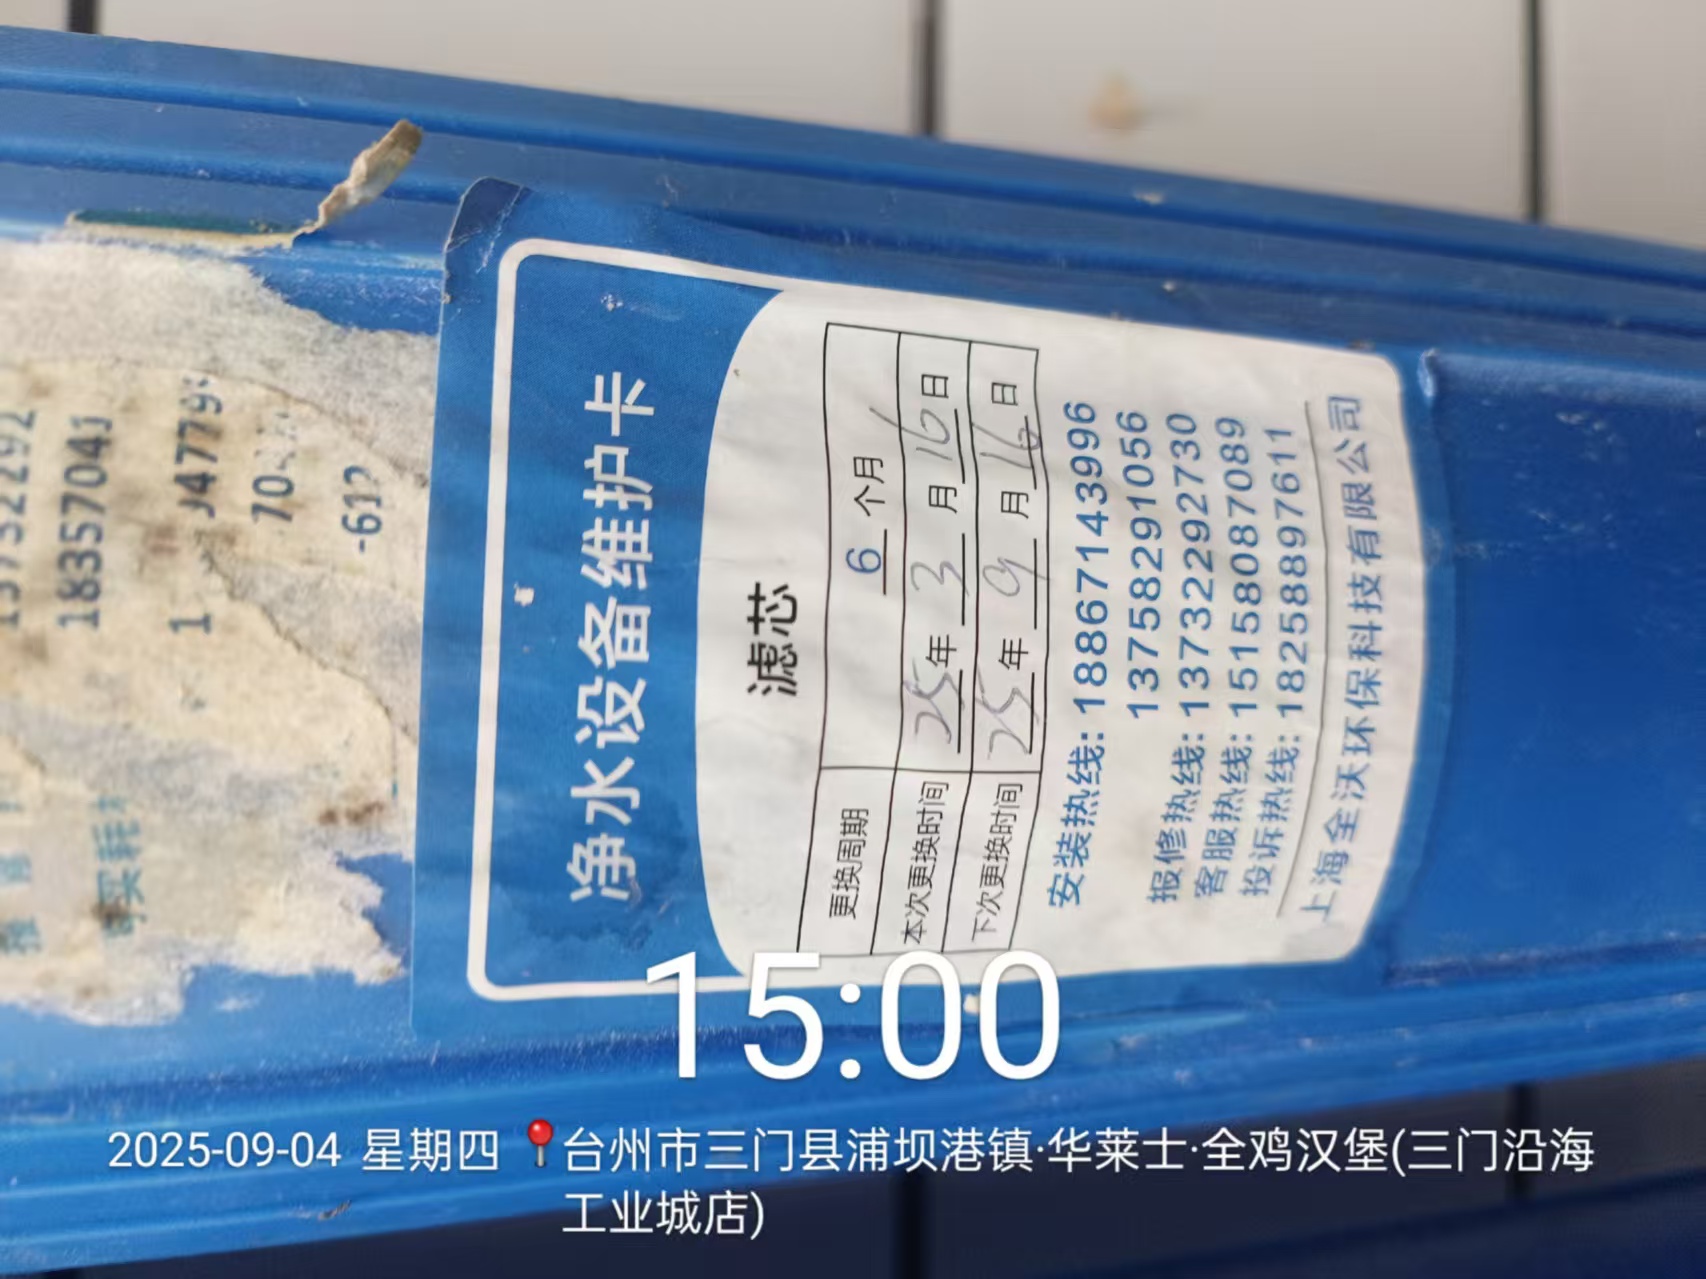 净水设备维护卡
滤芯
更换周期 6 个月
本次更换时间 25 年 3 月 16 日
下次更换时间 25 年 9 月 16 日
安装热线: 18867143996
13758291056
报修热线: 13732292730
客服热线: 15158087089
投诉热线: 18258897611
上海全沃环保科技有限公司
13732292
18357041
15:00
2025-09-04 星期四 台州市三门县浦坝港镇·华莱士·全鸡汉堡(三门沿海
工业城店)